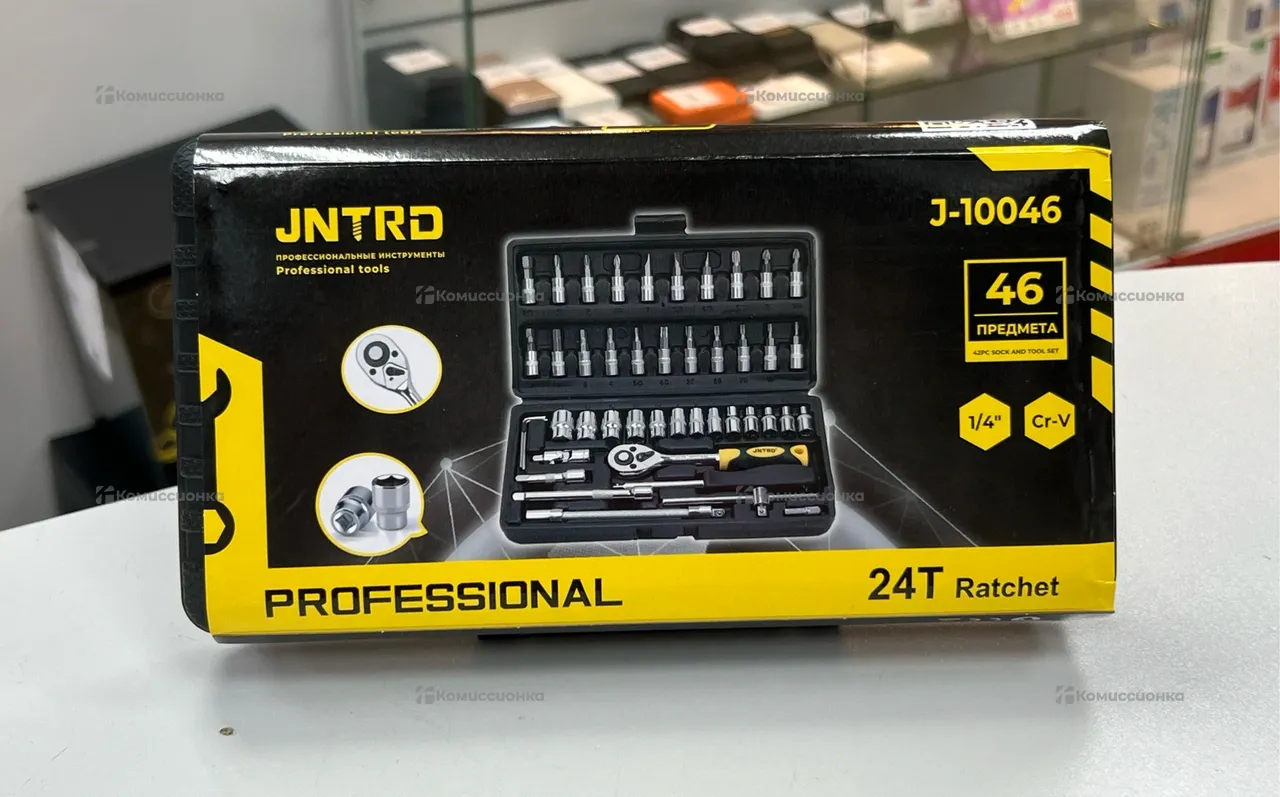 Professional tools
JNTRD
ПРОФЕССИОНАЛЬНЫЕ ИНСТРУМЕНТЫ
Professional tools
J-10046
46
ПРЕДМЕТА
42PC SOCK AND TOOL SET
1/4"
Cr-V
JNTRD
PROFESSIONAL
24T Ratchet
Комиссионка
Комиссионка
Комиссионка
Комиссионка
Комиссионка
Комиссионка
Комиссионка
Комиссионка